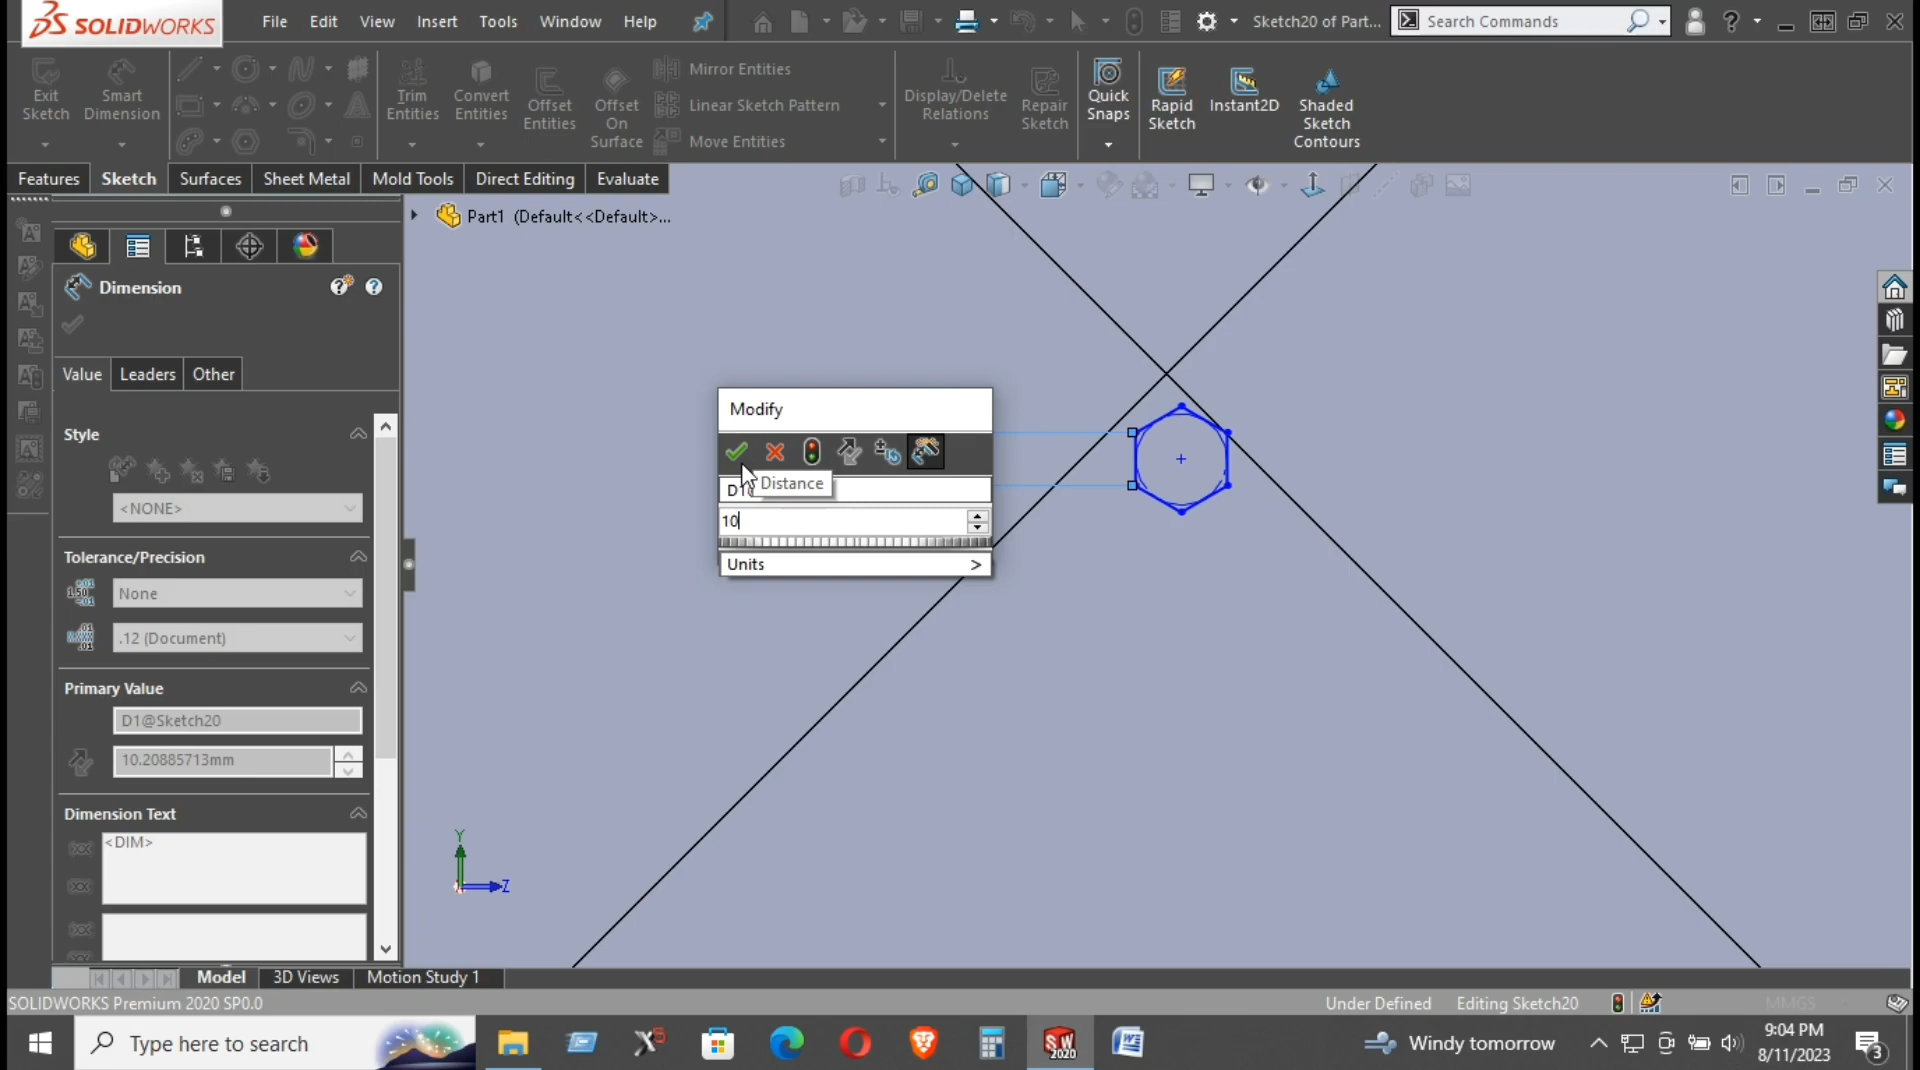 SOLIDWORKS File Edit View Insert Tools Window Help Sketch20 of Part... Search Commands
Exit Sketch
Smart Dimension
Trim Entities
Convert Entities
Offset Entities
Offset On Surface
Mirror Entities
Linear Sketch Pattern
Move Entities
Display/Delete Relations
Repair Sketch
Quick Snaps
Rapid Sketch
Instant2D
Shaded Sketch Contours
Features Sketch Surfaces Sheet Metal Mold Tools Direct Editing Evaluate
Part1 (Default<<Default>...
Dimension
Value Leaders Other
Style
<NONE>
Tolerance/Precision
None
.12 (Document)
Primary Value
D1@Sketch20
10.20885713mm
Dimension Text
<DIM>
Modify
Distance
D1
10
Units >
Y
Z
Model 3D Views Motion Study 1
SOLIDWORKS Premium 2020 SP0.0 Under Defined Editing Sketch20 MMGS
Type here to search Windy tomorrow 9:04 PM
8/11/2023
3
SW
2020